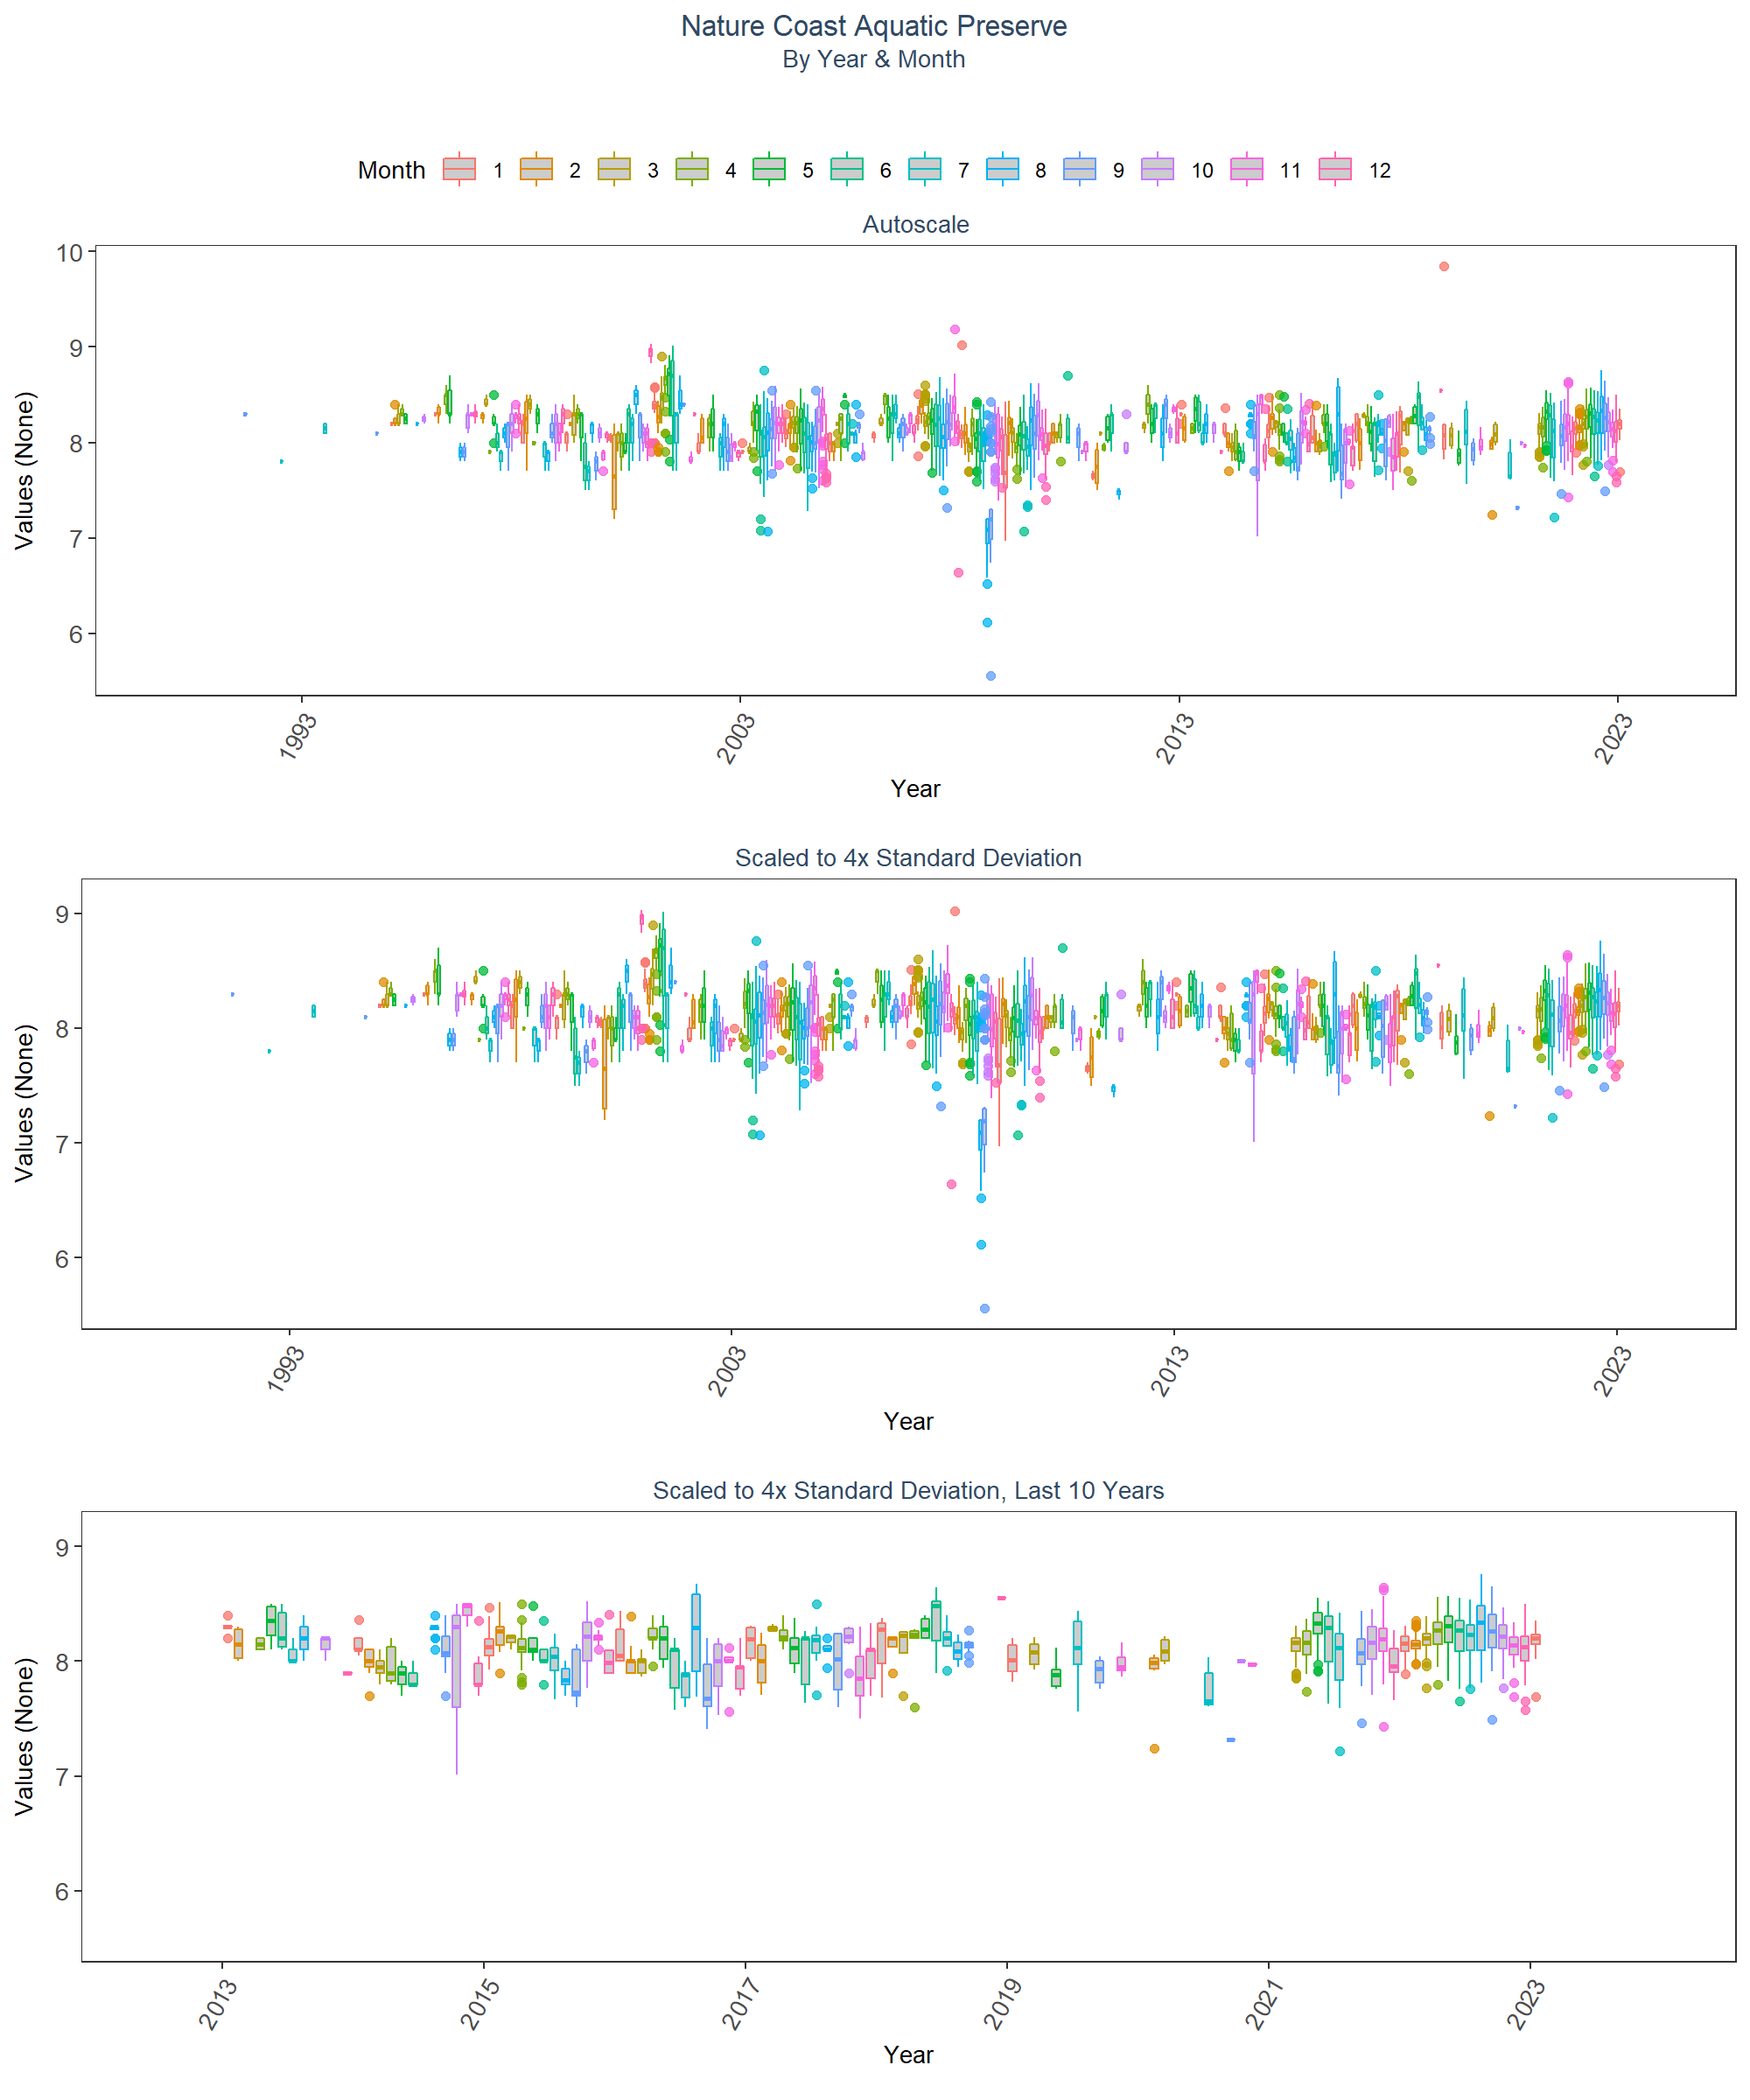 Nature Coast Aquatic Preserve
By Year & Month
Month 1 2 3 4 5 6 7 8 9 10 11 12
Autoscale
Values (None)
10
9
8
7
6
1993 2003 2013 2023
Year
Scaled to 4x Standard Deviation
Values (None)
9
8
7
6
1993 2003 2013 2023
Year
Scaled to 4x Standard Deviation, Last 10 Years
Values (None)
9
8
7
6
2013 2015 2017 2019 2021 2023
Year